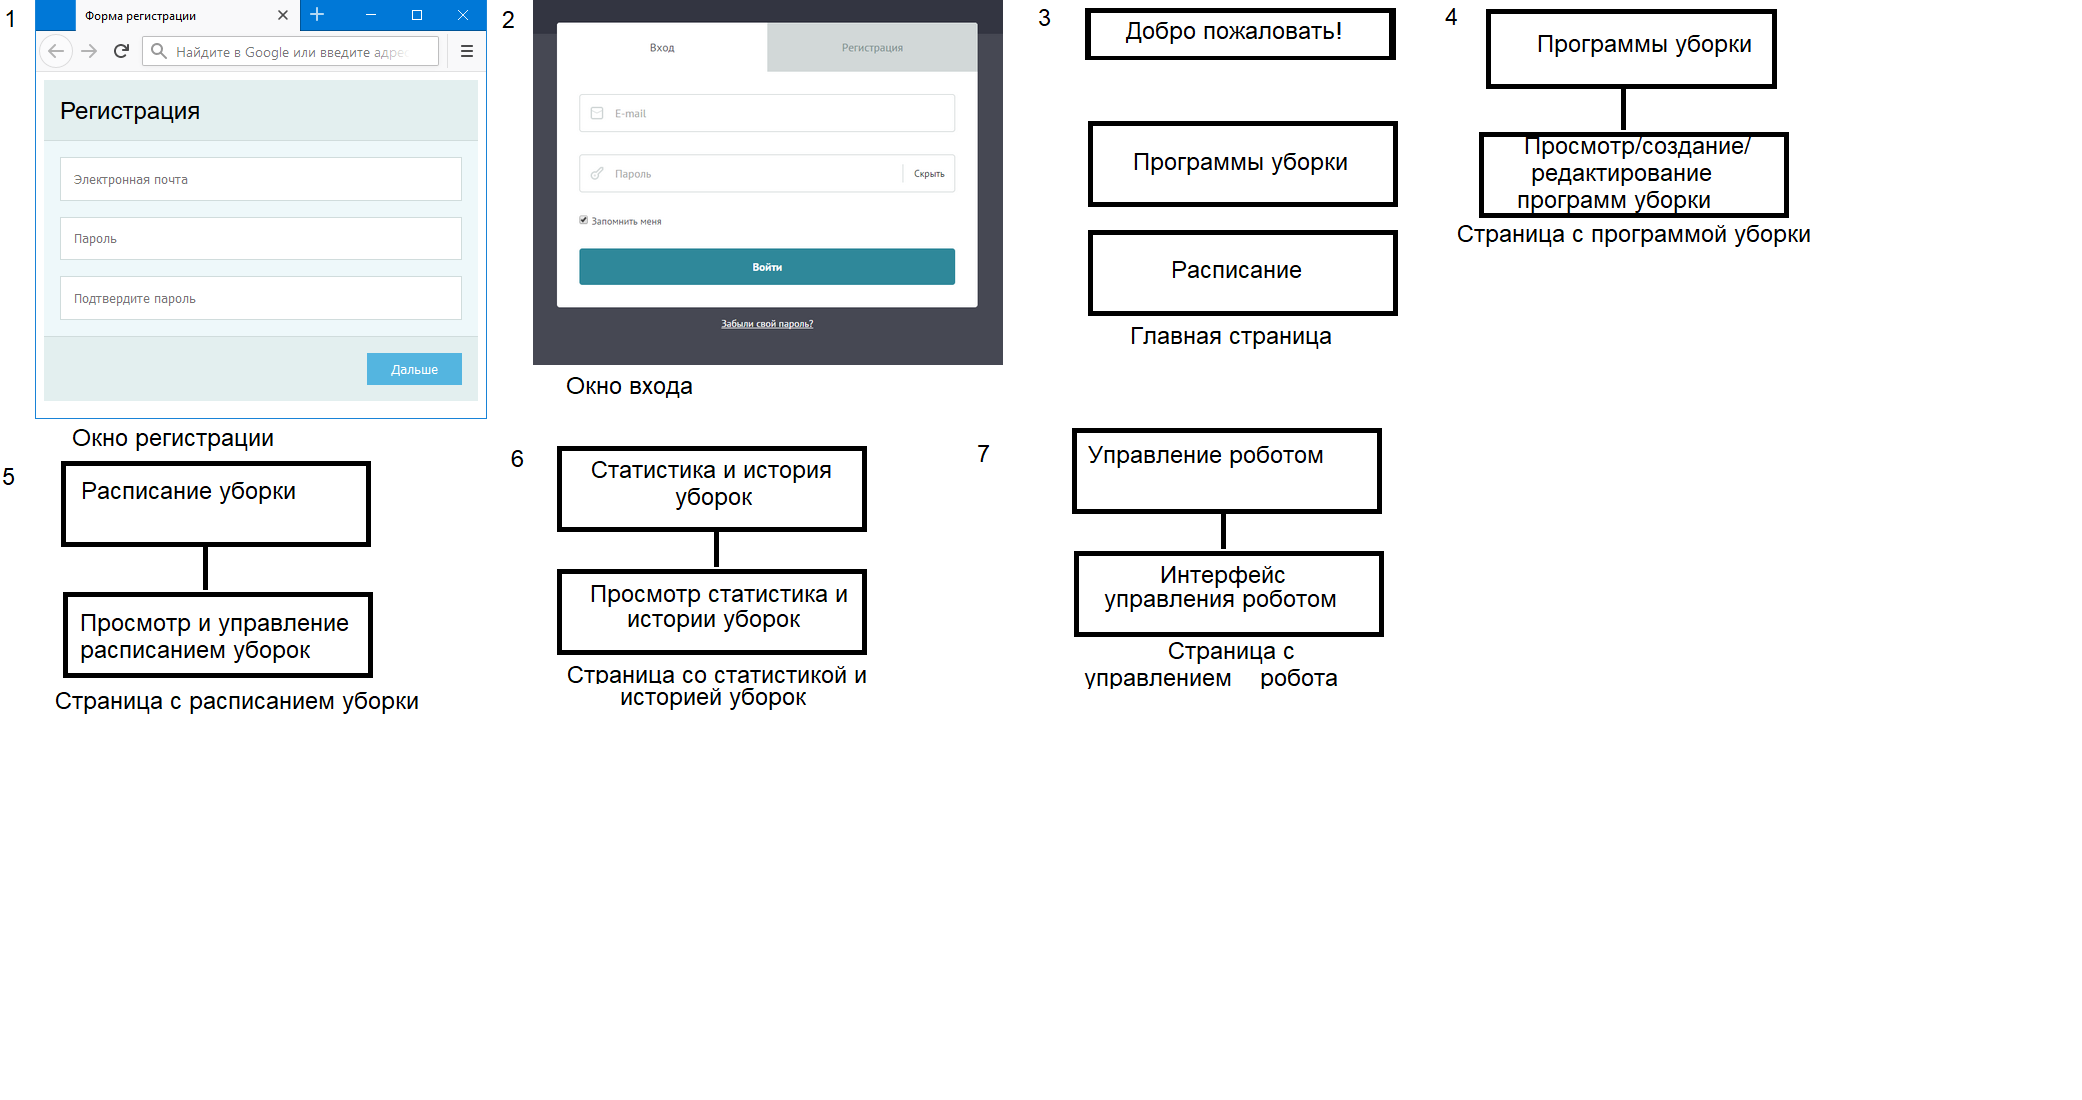 1
Форма регистрации
Найдите в Google или введите адре
Регистрация
Электронная почта
Пароль
Подтвердите пароль
Дальше
Окно регистрации
2
Вход
Регистрация
E-mail
Пароль
Скрыть
Запомнить меня
Войти
Забыли свой пароль?
Окно входа
3
Добро пожаловать!
Программы уборки
Расписание
Главная страница
4
Программы уборки
Просмотр/создание/
редактирование
программ уборки
Страница с программой уборки
5
Расписание уборки
Просмотр и управление
расписанием уборок
Страница с расписанием уборки
6
Статистика и история
уборок
Просмотр статистика и
истории уборок
Страница со статистикой и
историей уборок
7
Управление роботом
Интерфейс
управления роботом
Страница с
управлением робота